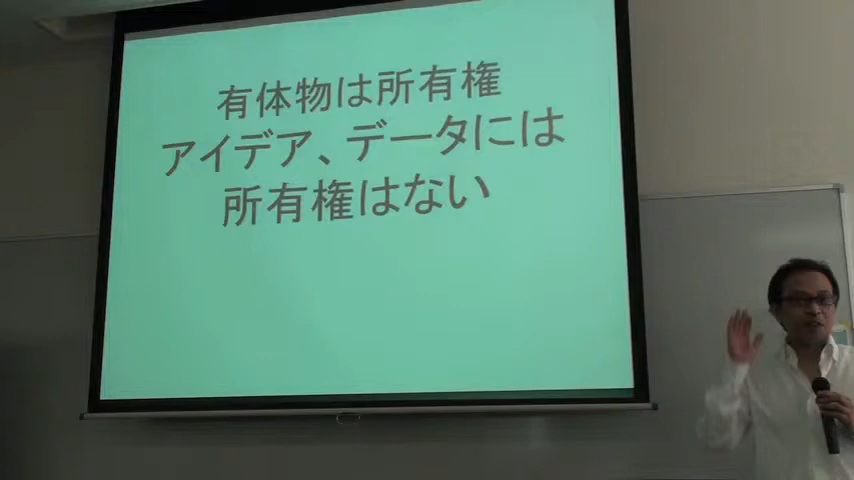 有体物は所有権
アイデア、データには
所有権はない